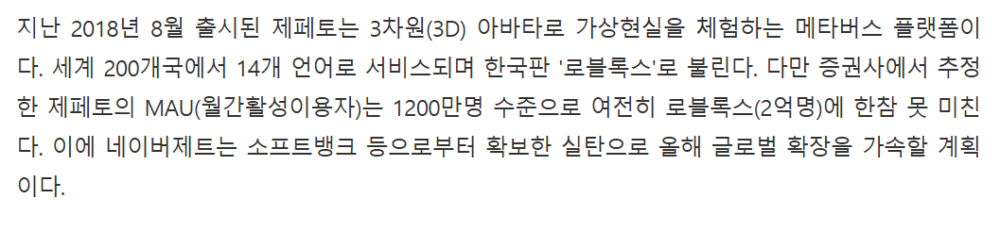 지난 2018년 8월 출시된 제페토는 3차원(3D) 아바타로 가상현실을 체험하는 메타버스 플랫폼이
다. 세계 200개국에서 14개 언어로 서비스되며 한국판 '로블록스'로 불린다. 다만 증권사에서 추정
한 제페토의 MAU(월간활성이용자)는 1200만명 수준으로 여전히 로블록스(2억명)에 한참 못 미친
다. 이에 네이버제트는 소프트뱅크 등으로부터 확보한 실탄으로 올해 글로벌 확장을 가속할 계획
이다.